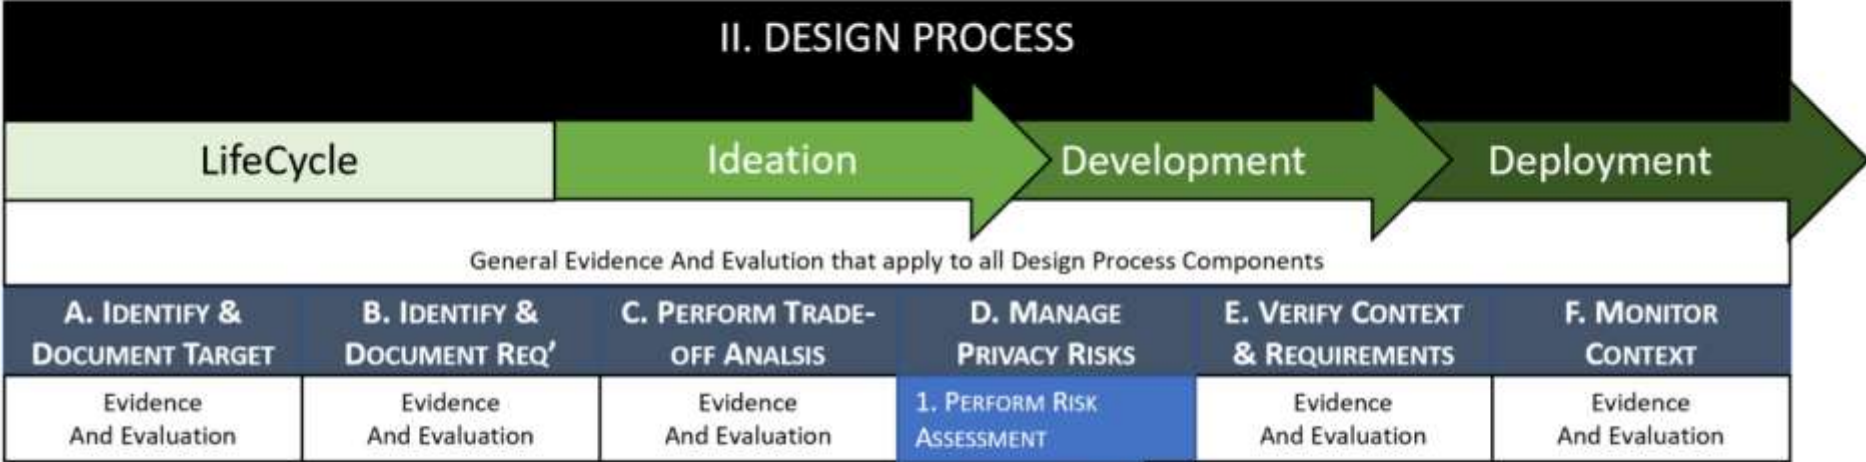 II. DESIGN PROCESS
LifeCycle
Ideation
Development
Deployment
General Evidence And Evalution that apply to all Design Process Components
A. IDENTIFY &
DOCUMENT TARGET
B. IDENTIFY &
DOCUMENT REQ’
C. PERFORM TRADE-
OFF ANALSIS
D. MANAGE
PRIVACY RISKS
E. VERIFY CONTEXT
& REQUIREMENTS
F. MONITOR
CONTEXT
Evidence
And Evaluation
Evidence
And Evaluation
Evidence
And Evaluation
1. PERFORM RISK
ASSESSMENT
Evidence
And Evaluation
Evidence
And Evaluation